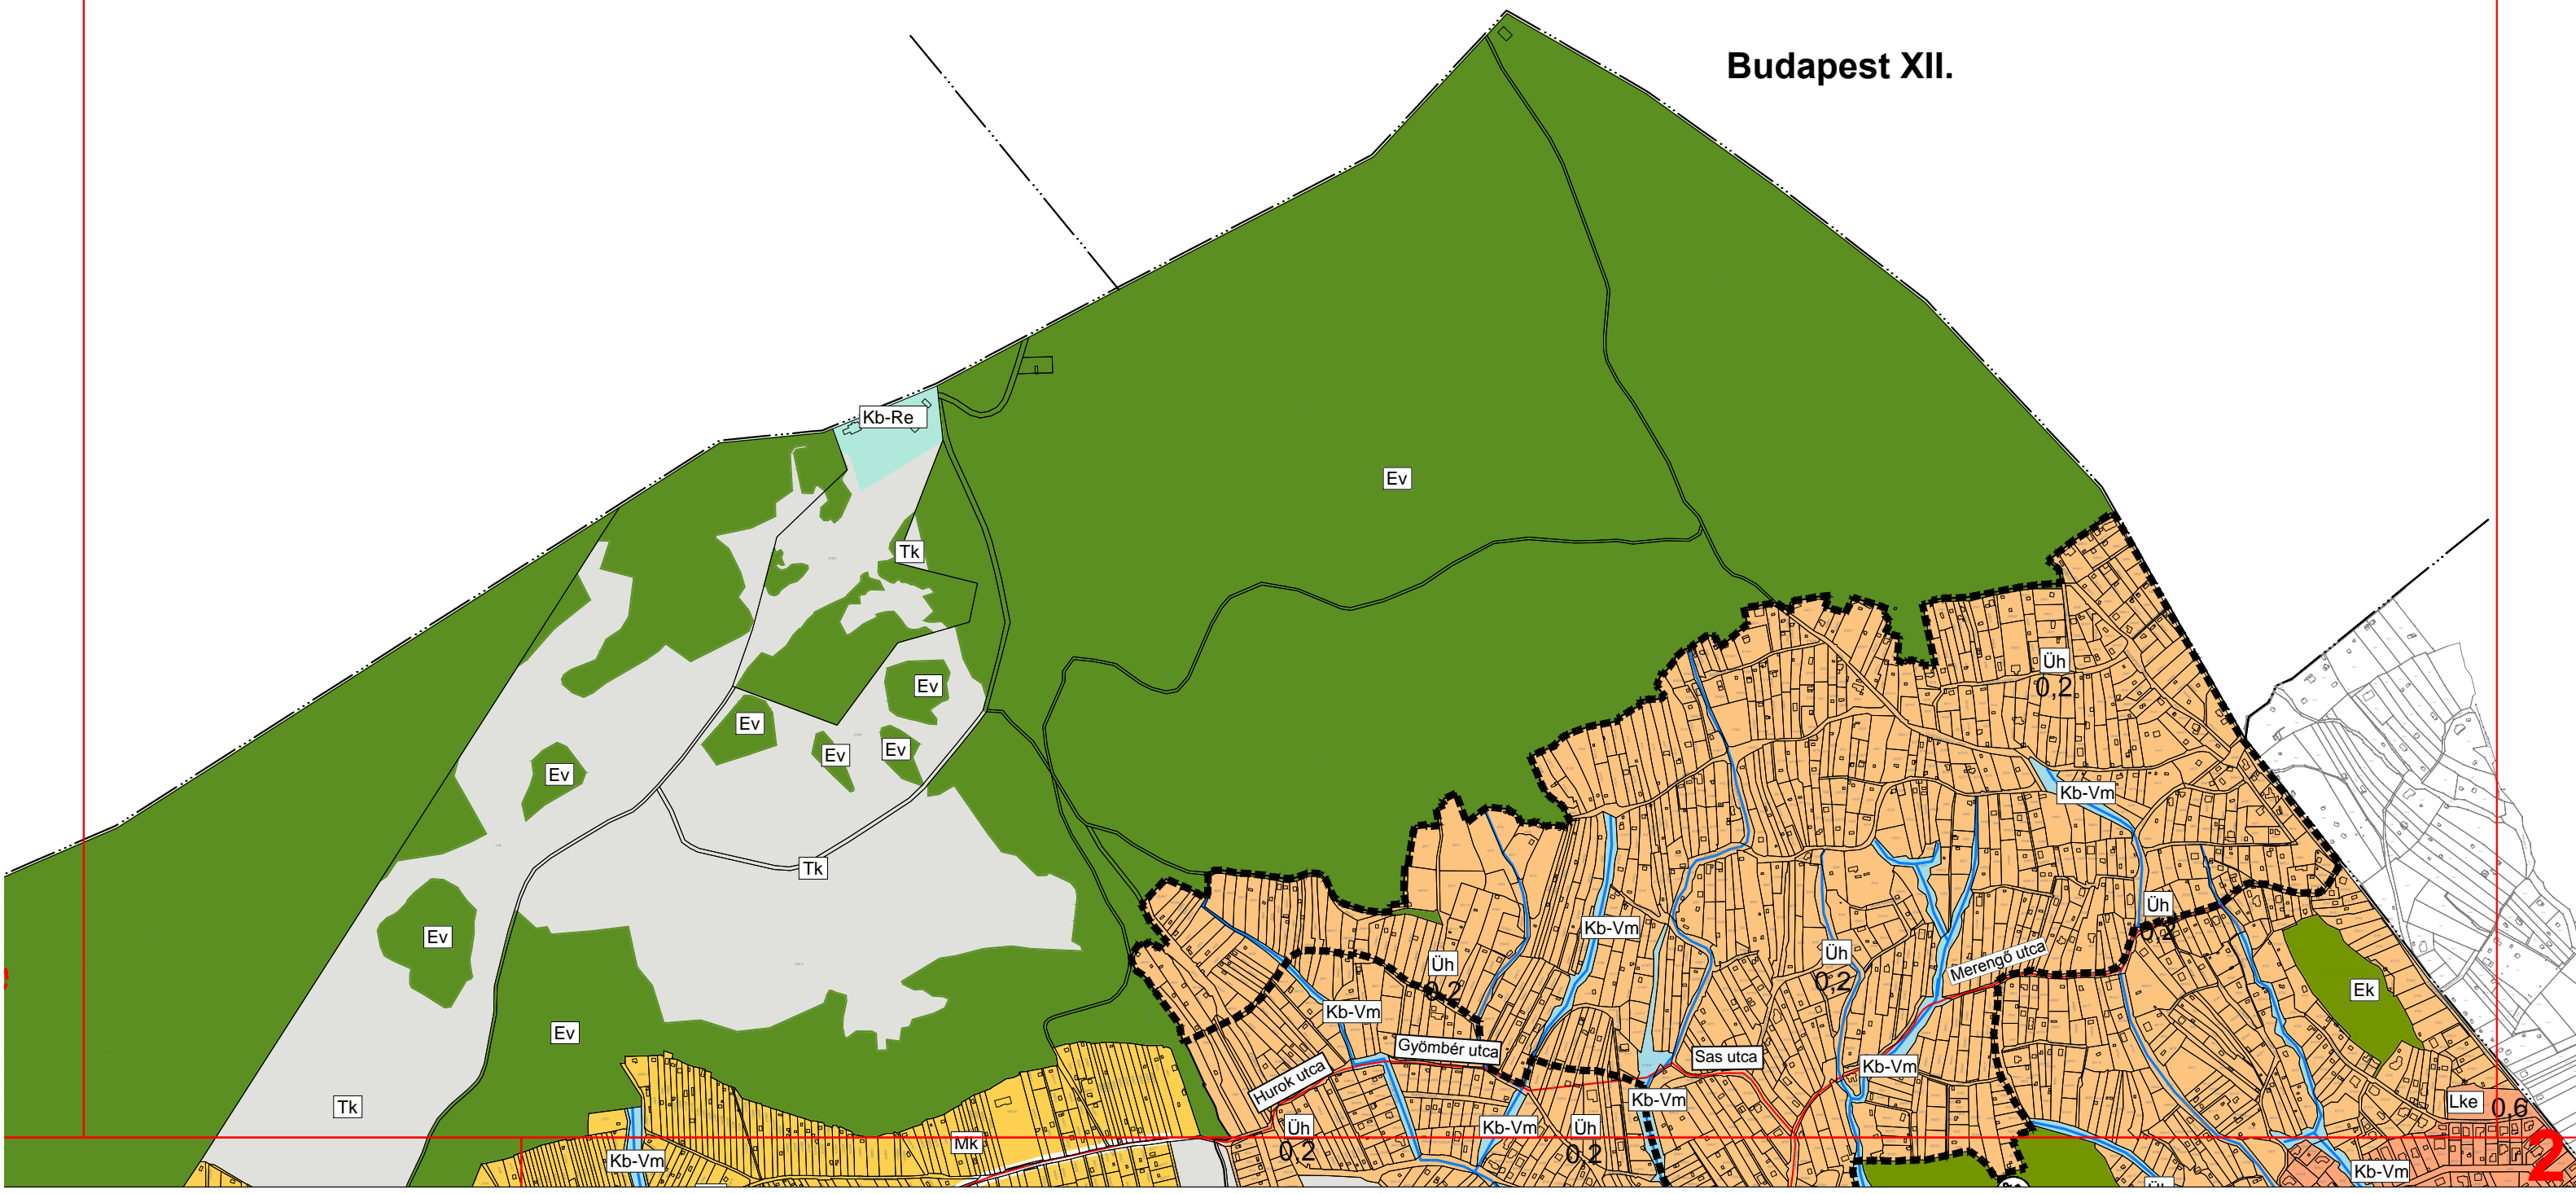 Budapest XII.
Kb-Re
Ev
Tk
Üh
0,2
Ev
Ev
Ev
Ev
Ev
Kb-Vm
Tk
Üh
0,2
Kb-Vm
Ev
Üh
0,2
Üh
0,2
Merengő utca
Ek
Kb-Vm
Ev
Gyömbér utca
Sas utca
Kb-Vm
Hurok utca
Kb-Vm
Tk
Lke 0,6
Üh
0,2
Kb-Vm
Üh
0,2
Mk
2
Kb-Vm
Kb-Vm